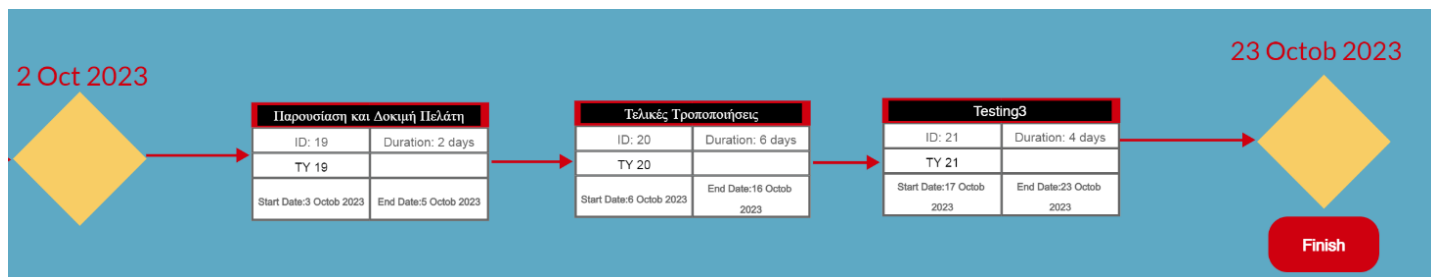 2 Oct 2023
23 Octob 2023
Παρουσίαση και Δοκιμή Πελάτη
ID: 19
Duration: 2 days
TY 19
Start Date:3 Octob 2023
End Date:5 Octob 2023
Τελικές Τροποποιήσεις
ID: 20
Duration: 6 days
TY 20
Start Date:6 Octob 2023
End Date:16 Octob
2023
Testing3
ID: 21
Duration: 4 days
TY 21
Start Date:17 Octob
2023
End Date:23 Octob
2023
Finish